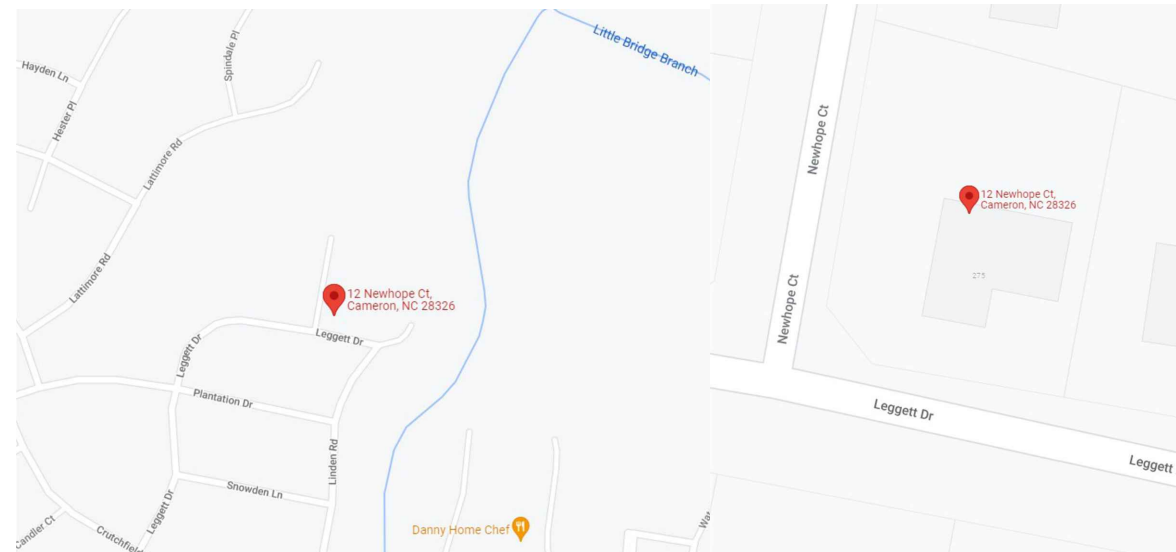 Hayden Ln
Hester Pl
Spindale Pl
Lattimore Rd
Lattimore Rd
Little Bridge Branch
12 Newhope Ct,
Cameron, NC 28326
Leggett Dr
Leggett Dr
Plantation Dr
Linden Rd
Snowden Ln
Leggett Dr
Candler Ct
Crutchfie
Danny Home Chef
Wat
Newhope Ct
12 Newhope Ct,
Cameron, NC 28326
275
Newhope Ct
Leggett Dr
Leggett